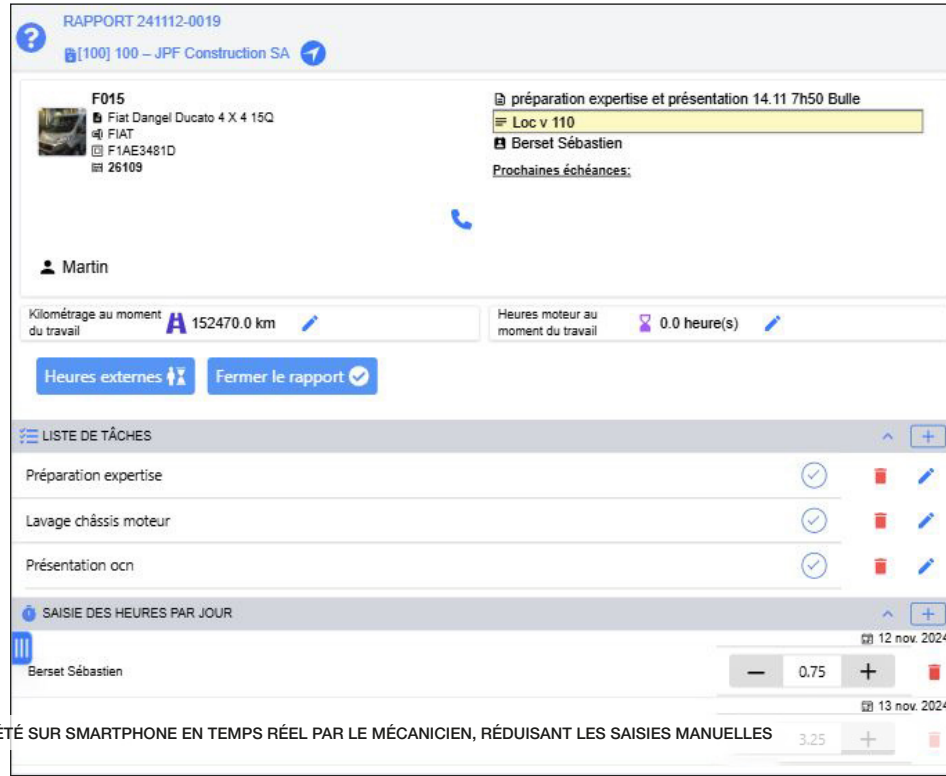 RAPPORT 241112-0019
[100] 100 – JPF Construction SA
F015
Fiat Dangel Ducato 4 X 4 15Q
FIAT
F1AE3481D
26109
Martin
préparation expertise et présentation 14.11 7h50 Bulle
Loc v 110
Berset Sébastien
Prochaines échéances:
Kilométrage au moment
du travail
152470.0 km
Heures moteur au
moment du travail
0.0 heure(s)
Heures externes
Fermer le rapport
LISTE DE TÂCHES
Préparation expertise
Lavage châssis moteur
Présentation ocn
SAISIE DES HEURES PAR JOUR
12 nov. 2024
Berset Sébastien
0.75
13 nov. 2024
3.25
ÉTÉ SUR SMARTPHONE EN TEMPS RÉEL PAR LE MÉCANICIEN, RÉDUISANT LES SAISIES MANUELLES